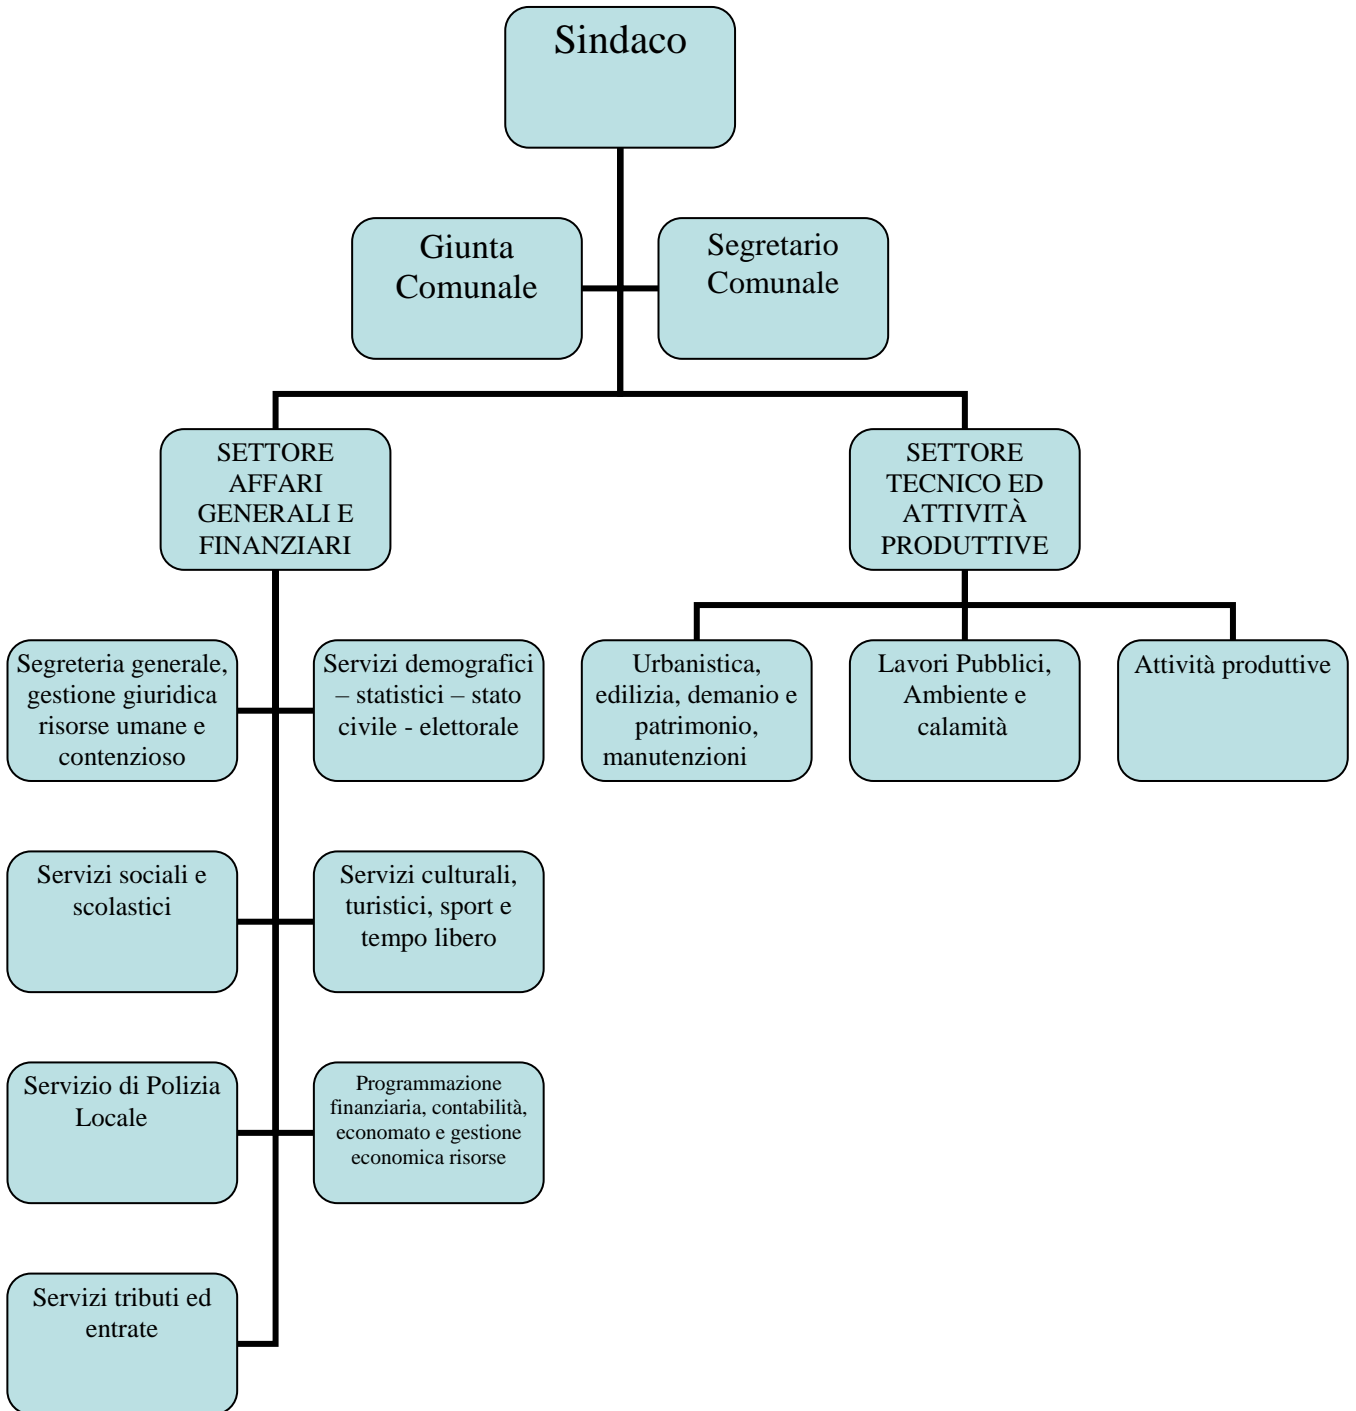 Sindaco
Giunta
Comunale
Segretario
Comunale
SETTORE
AFFARI
GENERALI E
FINANZIARI
SETTORE
TECNICO ED
ATTIVITÀ
PRODUTTIVE
Segreteria generale,
gestione giuridica
risorse umane e
contenzioso
Servizi demografici
– statistici – stato
civile - elettorale
Urbanistica,
edilizia, demanio e
patrimonio,
manutenzioni
Lavori Pubblici,
Ambiente e
calamità
Attività produttive
Servizi sociali e
scolastici
Servizi culturali,
turistici, sport e
tempo libero
Servizio di Polizia
Locale
Programmazione
finanziaria, contabilità,
economato e gestione
economica risorse
Servizi tributi ed
entrate